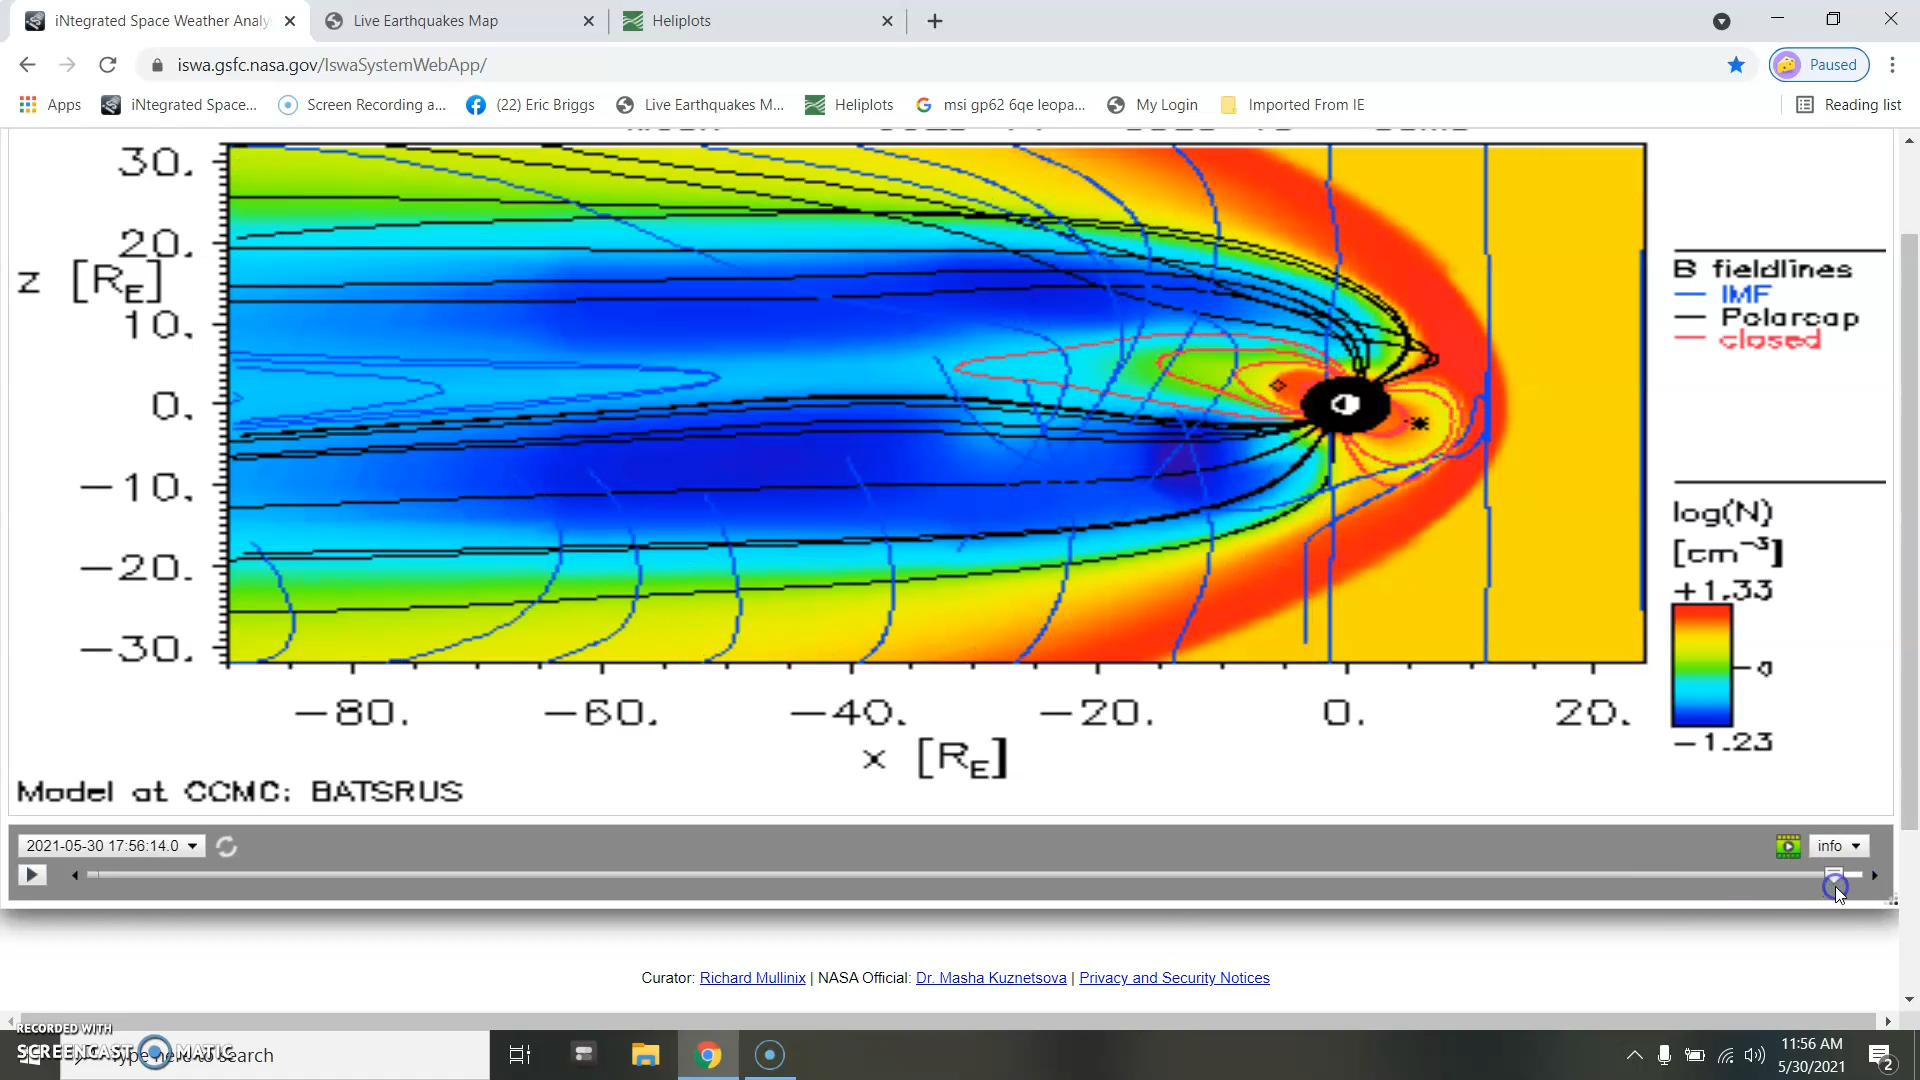 iNtegrated Space Weather Analy
Live Earthquakes Map
Heliplots
iswa.gsfc.nasa.gov/IswaSystemWebApp/
Paused
Apps
iNtegrated Space...
Screen Recording a...
(22) Eric Briggs
Live Earthquakes M...
Heliplots
msi gp62 6qe leopa...
My Login
Imported From IE
Reading list
30.
20.
z [RE]
10.
0.
−10.
−20.
−30.
B fieldlines
IMF
Polarcap
closed
log(N)
[cm−3]
+1.33
0
−1.23
−80.
−60.
−40.
−20.
0.
20.
x [RE]
Model at CCMC: BATSRUS
2021-05-30 17:56:14.0
info
Curator: Richard Mullinix | NASA Official: Dr. Masha Kuznetsova | Privacy and Security Notices
RECORDED WITH
SCREENCAST MATIC
Type here to search
11:56 AM
5/30/2021
2